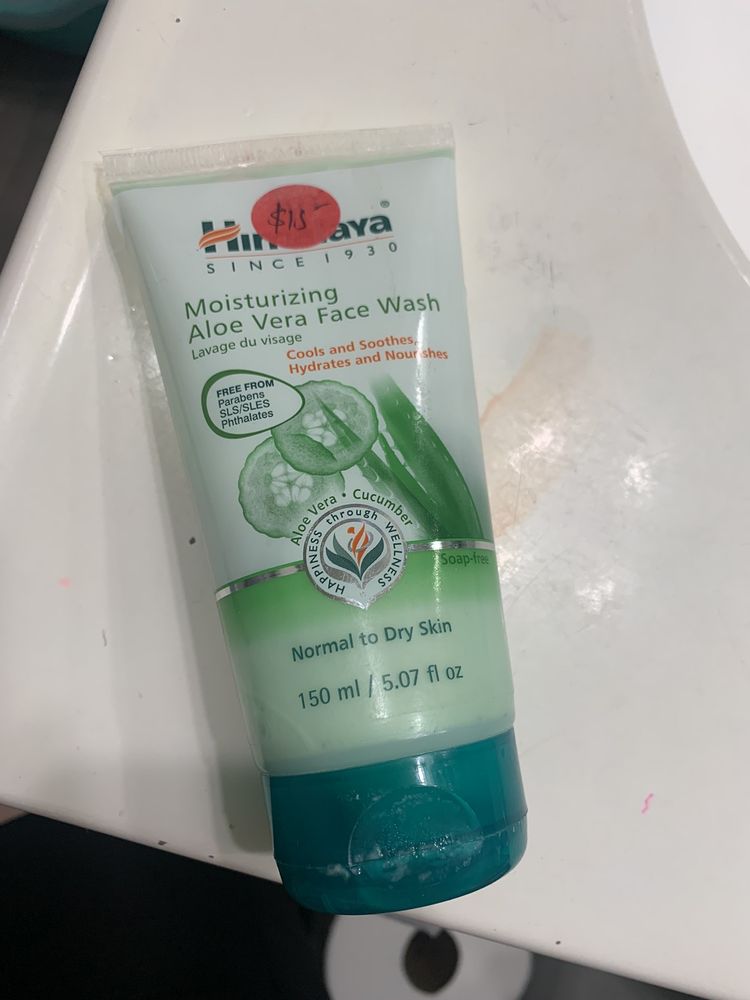 $15-
®
SINCE 1930
Moisturizing
Aloe Vera Face Wash
Lavage du visage
Cools and Soothes,
Hydrates and Nourishes
FREE FROM
Parabens
SLS/SLES
Phthalates
Aloe Vera • Cucumber
HAPPINESS through WELLNESS
Soap-free
Normal to Dry Skin
150 ml / 5.07 fl oz